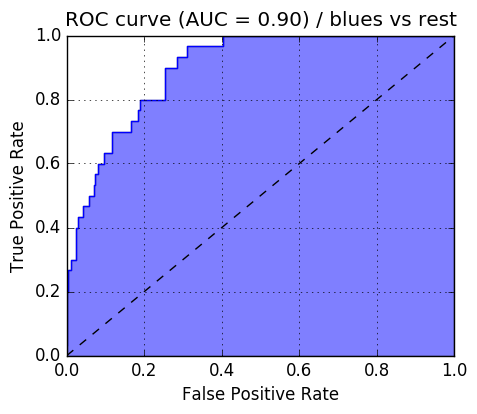 ROC curve (AUC = 0.90) / blues vs rest
1.0
0.8
0.6
0.4
0.2
0.0
True Positive Rate
0.0 0.2 0.4 0.6 0.8 1.0
False Positive Rate